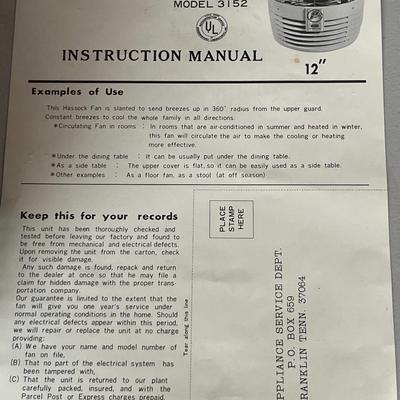 MODEL 3152
UL
INSTRUCTION MANUAL
12"
Examples of Use
This Hassock Fan is slanted to send breezes up in 360° radius from the upper guard.
Constant breezes to cool the whole family in all directions.
*Circulating Fan in rooms : In rooms that are air-conditioned in summer and heated in winter,
this fan will circulate the air to make the cooling or heating
more effective.
*Under the dining table : It can be usually put under the dining table.
*As a side table : The upper cover is flat, so it can be easily used as a side table.
*Other examples : As a floor fan, as a stool (at off season)
Keep this for your records
This unit has been thoroughly checked and
tested before leaving our factory and found to
be free from mechanical and electrical defects.
Upon removing the unit from the carton, check
it for visible damage.
Any such damage is found, repack and return
to the dealer at once so that he may file a
claim for hidden damage with the proper trans-
portation company.
Our guarantee is limited to the extent that the
fan will give you one year's service under
normal operating conditions in the home. Should
any electrical defects appear within this period,
we will repair or replace the unit at no charge
providing:
(A) We have your name and model number of
fan on file,
(B) That no part of the electrical system has
been tampered with,
(C) That the unit is returned to our plant
carefully packed, insured, and with the
Parcel Post or Express charges prepaid.
Tear along this line
PLACE
STAMP
HERE
APPLIANCE SERVICE DEPT.
P.O. BOX 659
FRANKLIN TENN. 37064